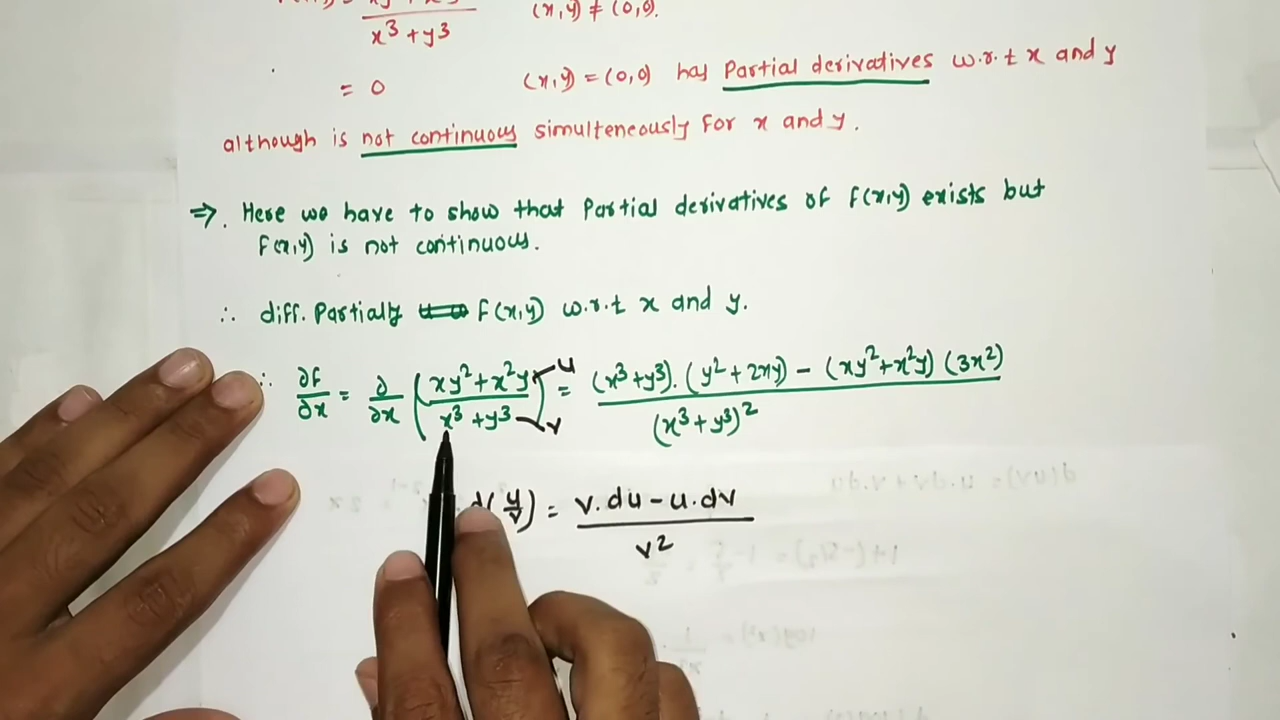 x³ + y³ (x,y) ≠ (0,0).
= 0 (x,y) = (0,0) has Partial derivatives w.r.t x and y
although is not continuous simulteneously for x and y.
⇒. Here we have to show that Partial derivatives of f(x,y) exists but
f(x,y) is not continuous.
∴ diff. Partially f(x,y) w.r.t x and y.
∴ ∂f/∂x = ∂/∂x ((xy²+x²y)/(x³+y³)) = ((x³+y³).(y²+2xy) - (xy²+x²y)(3x²))/(x³+y³)²
u
v
d(u/v) = (v.du - u.dv)/v²